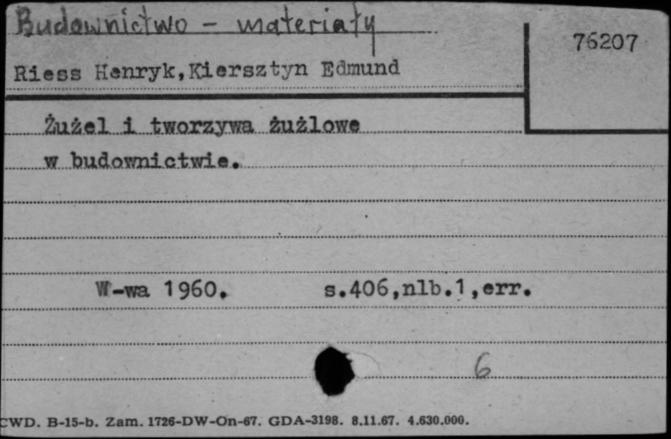 Budownictwo - materiały
76207
Riess Henryk,Kiersztyn Edmund
Żużel i tworzywa żużlowe
w budownictwie.
W-wa 1960. s.406,nlb.1,err.
6
CWD. B-15-b. Zam. 1726-DW-On-67. GDA-3198. 8.11.67. 4.630.000.